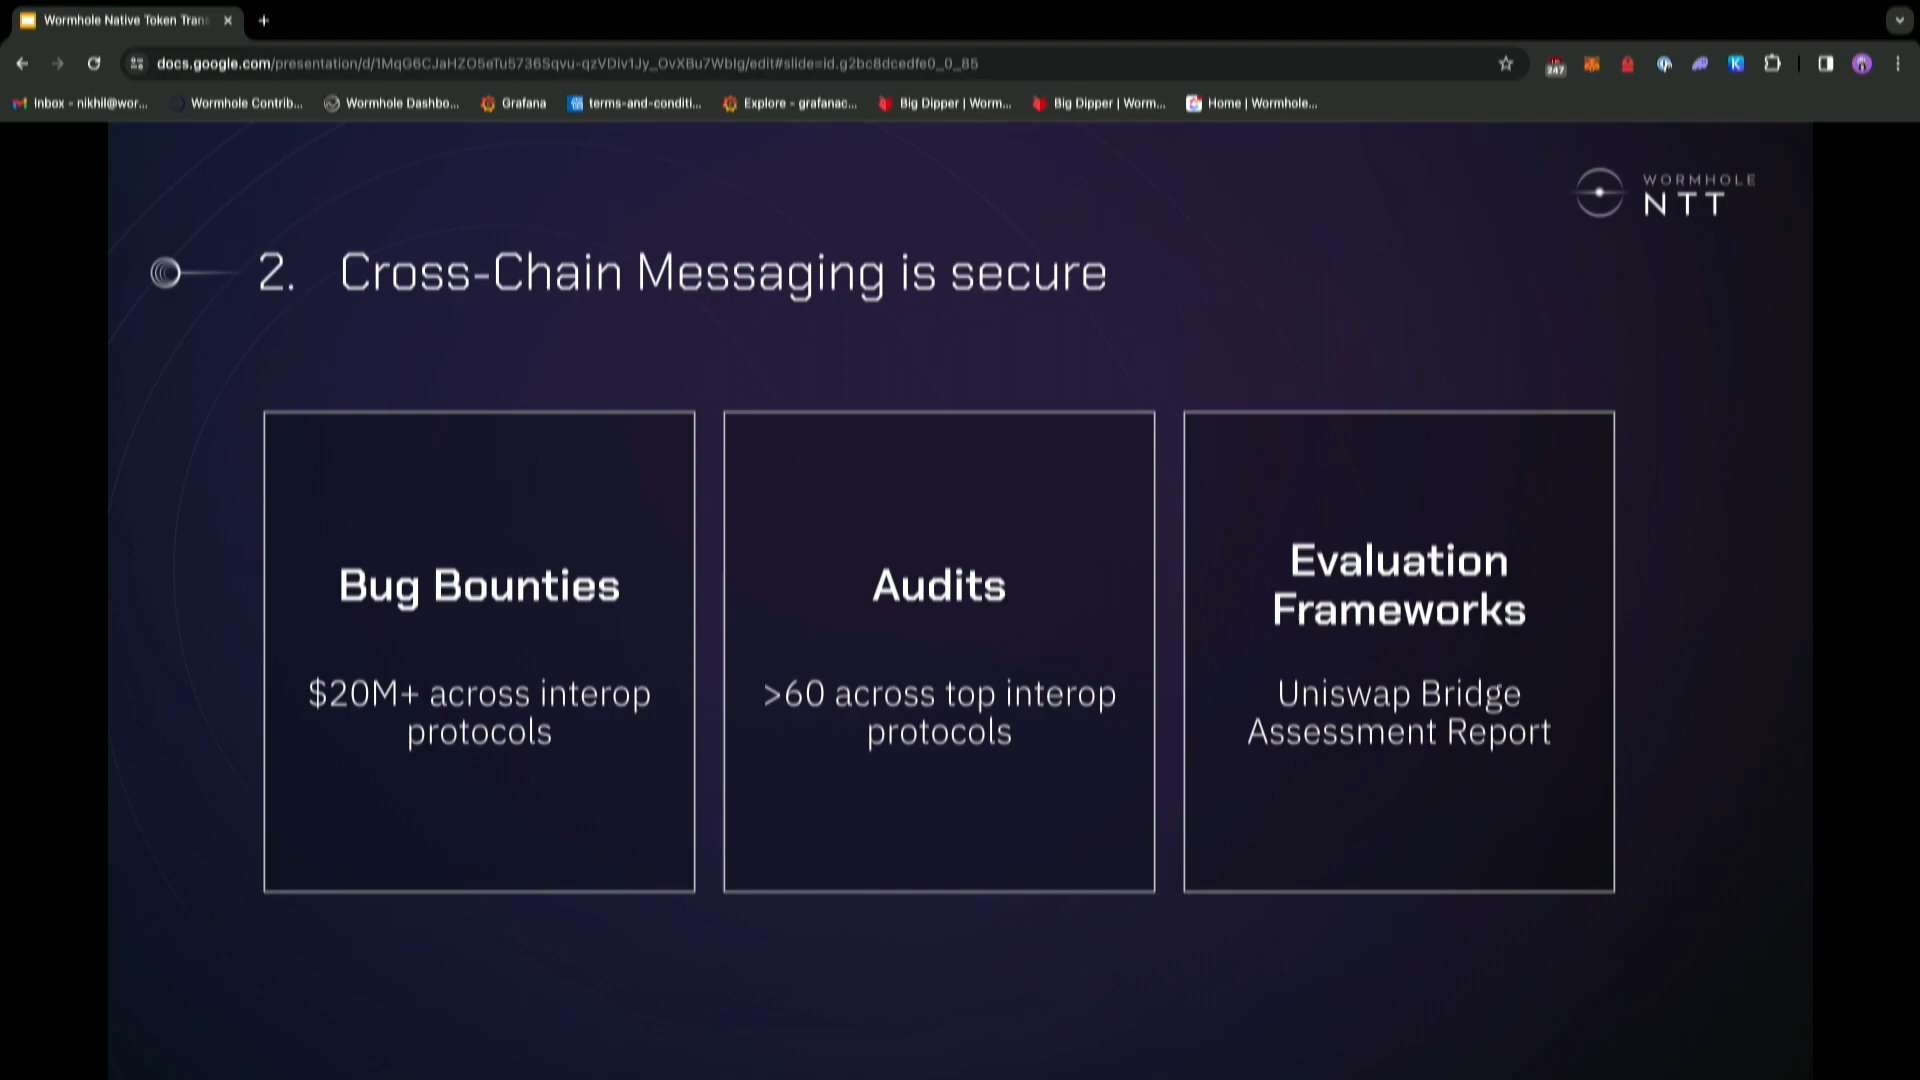 Wormhole Native Token Tran
docs.google.com/presentation/d/1MqG6CJaHZO5eTu5736Sqvu-qzVDiv1Jy_OvXBu7WbIg/edit#slide=id.g2bc8dcedfe0_0_85
247
K
Inbox - nikhil@wor...
Wormhole Contrib...
Wormhole Dashbo...
Grafana
terms-and-conditi...
Explore - grafanac...
Big Dipper | Worm...
Big Dipper | Worm...
Home | Wormhole...
WORMHOLE
NTT
2. Cross-Chain Messaging is secure
Bug Bounties
$20M+ across interop
protocols
Audits
>60 across top interop
protocols
Evaluation
Frameworks
Uniswap Bridge
Assessment Report